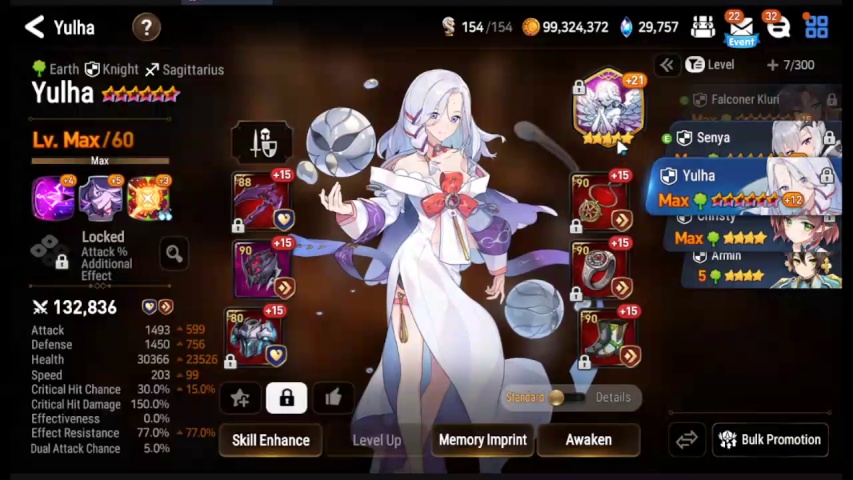 Yulha
?
154/154
99,324,372
29,757
22
Event
32
Earth Knight Sagittarius
Yulha
Lv. Max/60
Max
+4
+5
+3
Locked
Attack %
Additional
Effect
132,836
Attack 1493 599
Defense 1450 756
Health 30366 23526
Speed 203 99
Critical Hit Chance 30.0% 15.0%
Critical Hit Damage 150.0%
Effectiveness 0.0%
Effect Resistance 77.0% 77.0%
Dual Attack Chance 5.0%
88 +15
90 +15
80 +15
+21
90 +15
90 +15
90 +15
Standard Details
Skill Enhance
Level Up
Memory Imprint
Awaken
Level + 7/300
Falconer Kluri
Senya
Yulha
Max +12
Christy
Max
Armin
5
Bulk Promotion